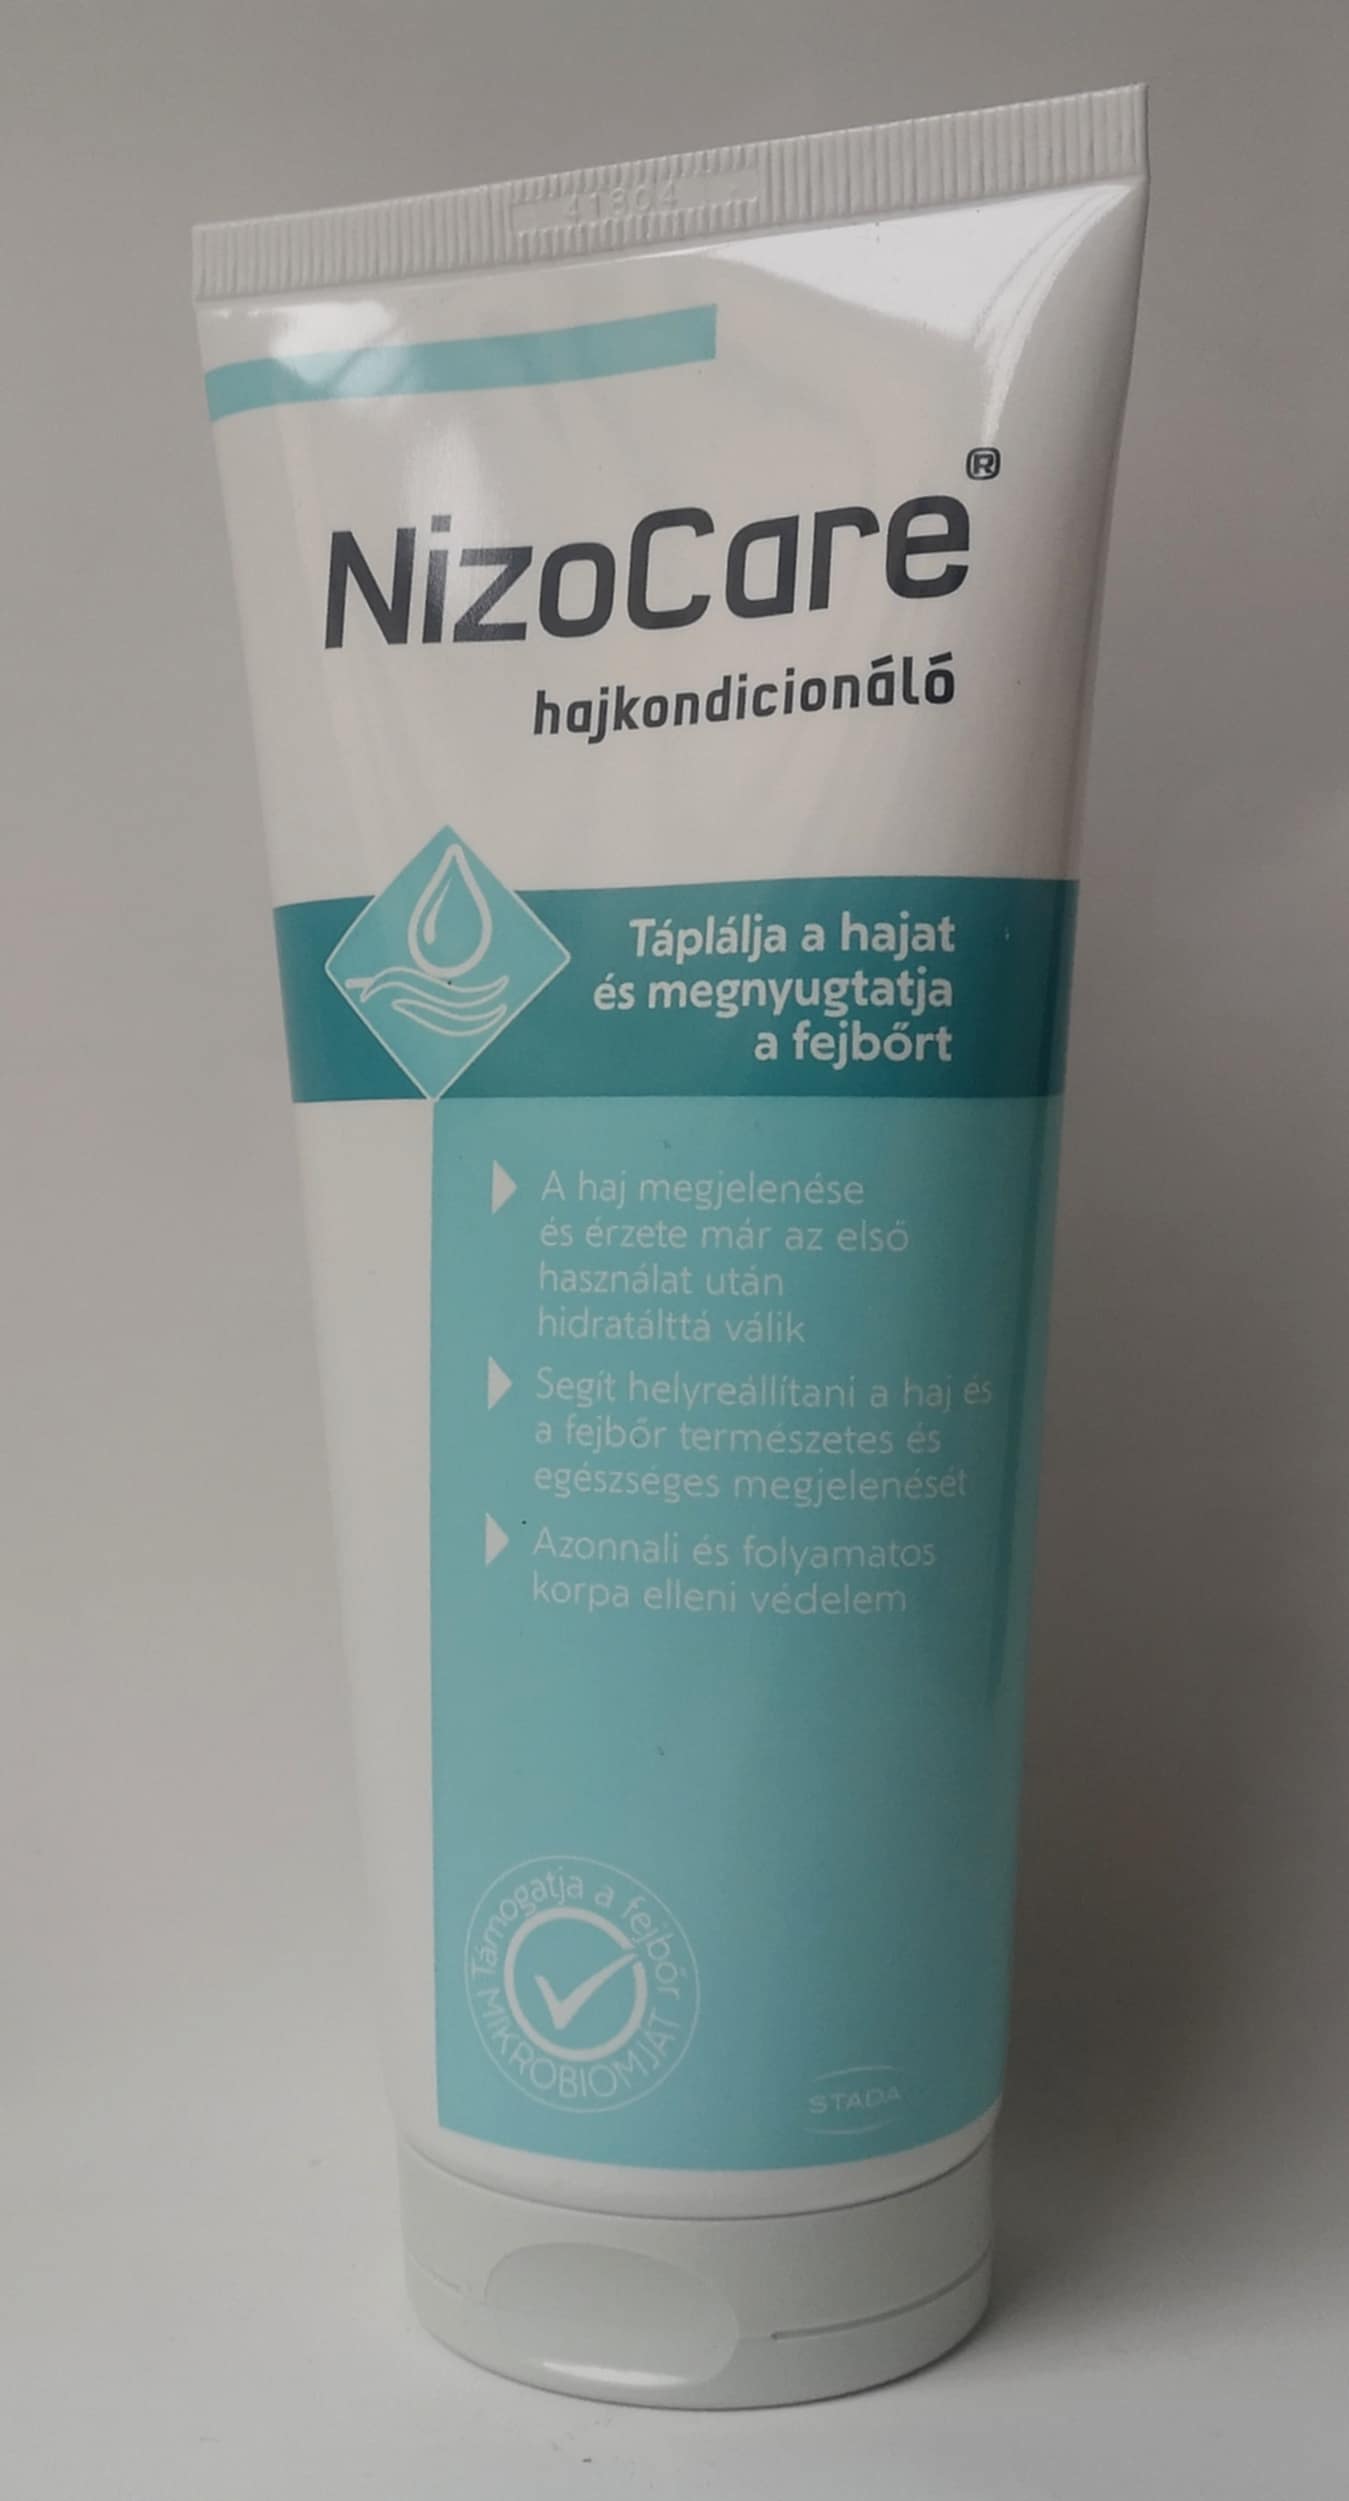 41804
NizoCare®
hajkondicionáló
Táplálja a hajat
és megnyugtatja
a fejbőrt
A haj megjelenése
és érzete már az első
használat után
hidratálttá válik
Segít helyreállítani a haj és
a fejbőr természetes és
egészséges megjelenését
Azonnali és folyamatos
korpa elleni védelem
Támogatja a fejbőr
MIKROBIOMJÁT
STADA